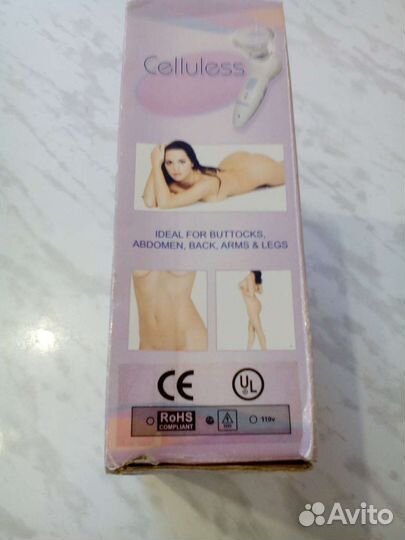 Celluless
IDEAL FOR BUTTOCKS,
ABDOMEN, BACK, ARMS & LEGS
CE
UL
RoHS
COMPLIANT
110v
Avito